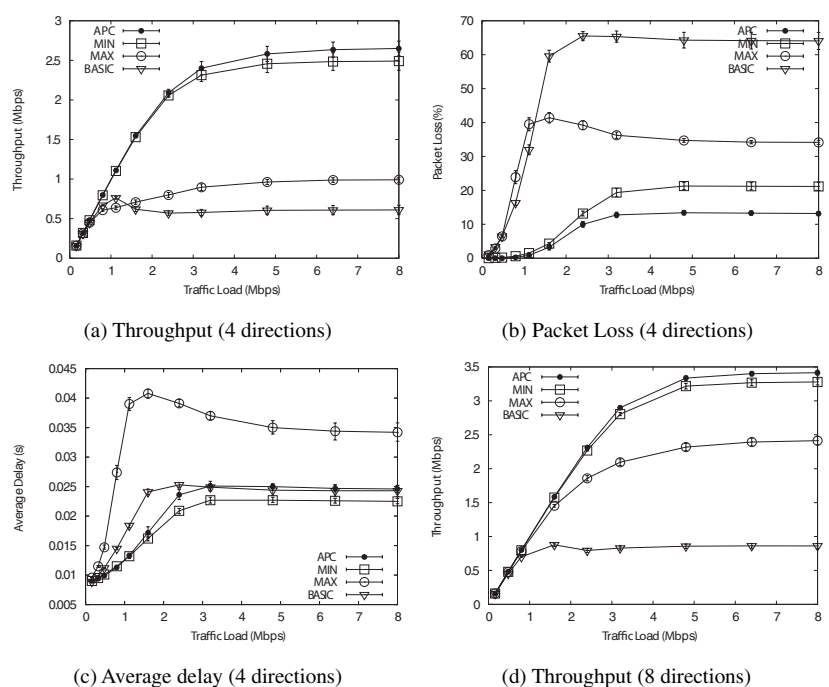 3
2.5
2
1.5
1
0.5
0
0 1 2 3 4 5 6 7 8
Throughput (Mbps)
Traffic Load (Mbps)
APC
MIN
MAX
BASIC
(a) Throughput (4 directions)
70
60
50
40
30
20
10
0
0 1 2 3 4 5 6 7 8
Packet Loss (%)
Traffic Load (Mbps)
APC
MIN
MAX
BASIC
(b) Packet Loss (4 directions)
0.045
0.04
0.035
0.03
0.025
0.02
0.015
0.01
0.005
0 1 2 3 4 5 6 7 8
Average Delay (s)
Traffic Load (Mbps)
APC
MIN
MAX
BASIC
(c) Average delay (4 directions)
3.5
3
2.5
2
1.5
1
0.5
0
0 1 2 3 4 5 6 7 8
Throughput (Mbps)
Traffic Load (Mbps)
APC
MIN
MAX
BASIC
(d) Throughput (8 directions)